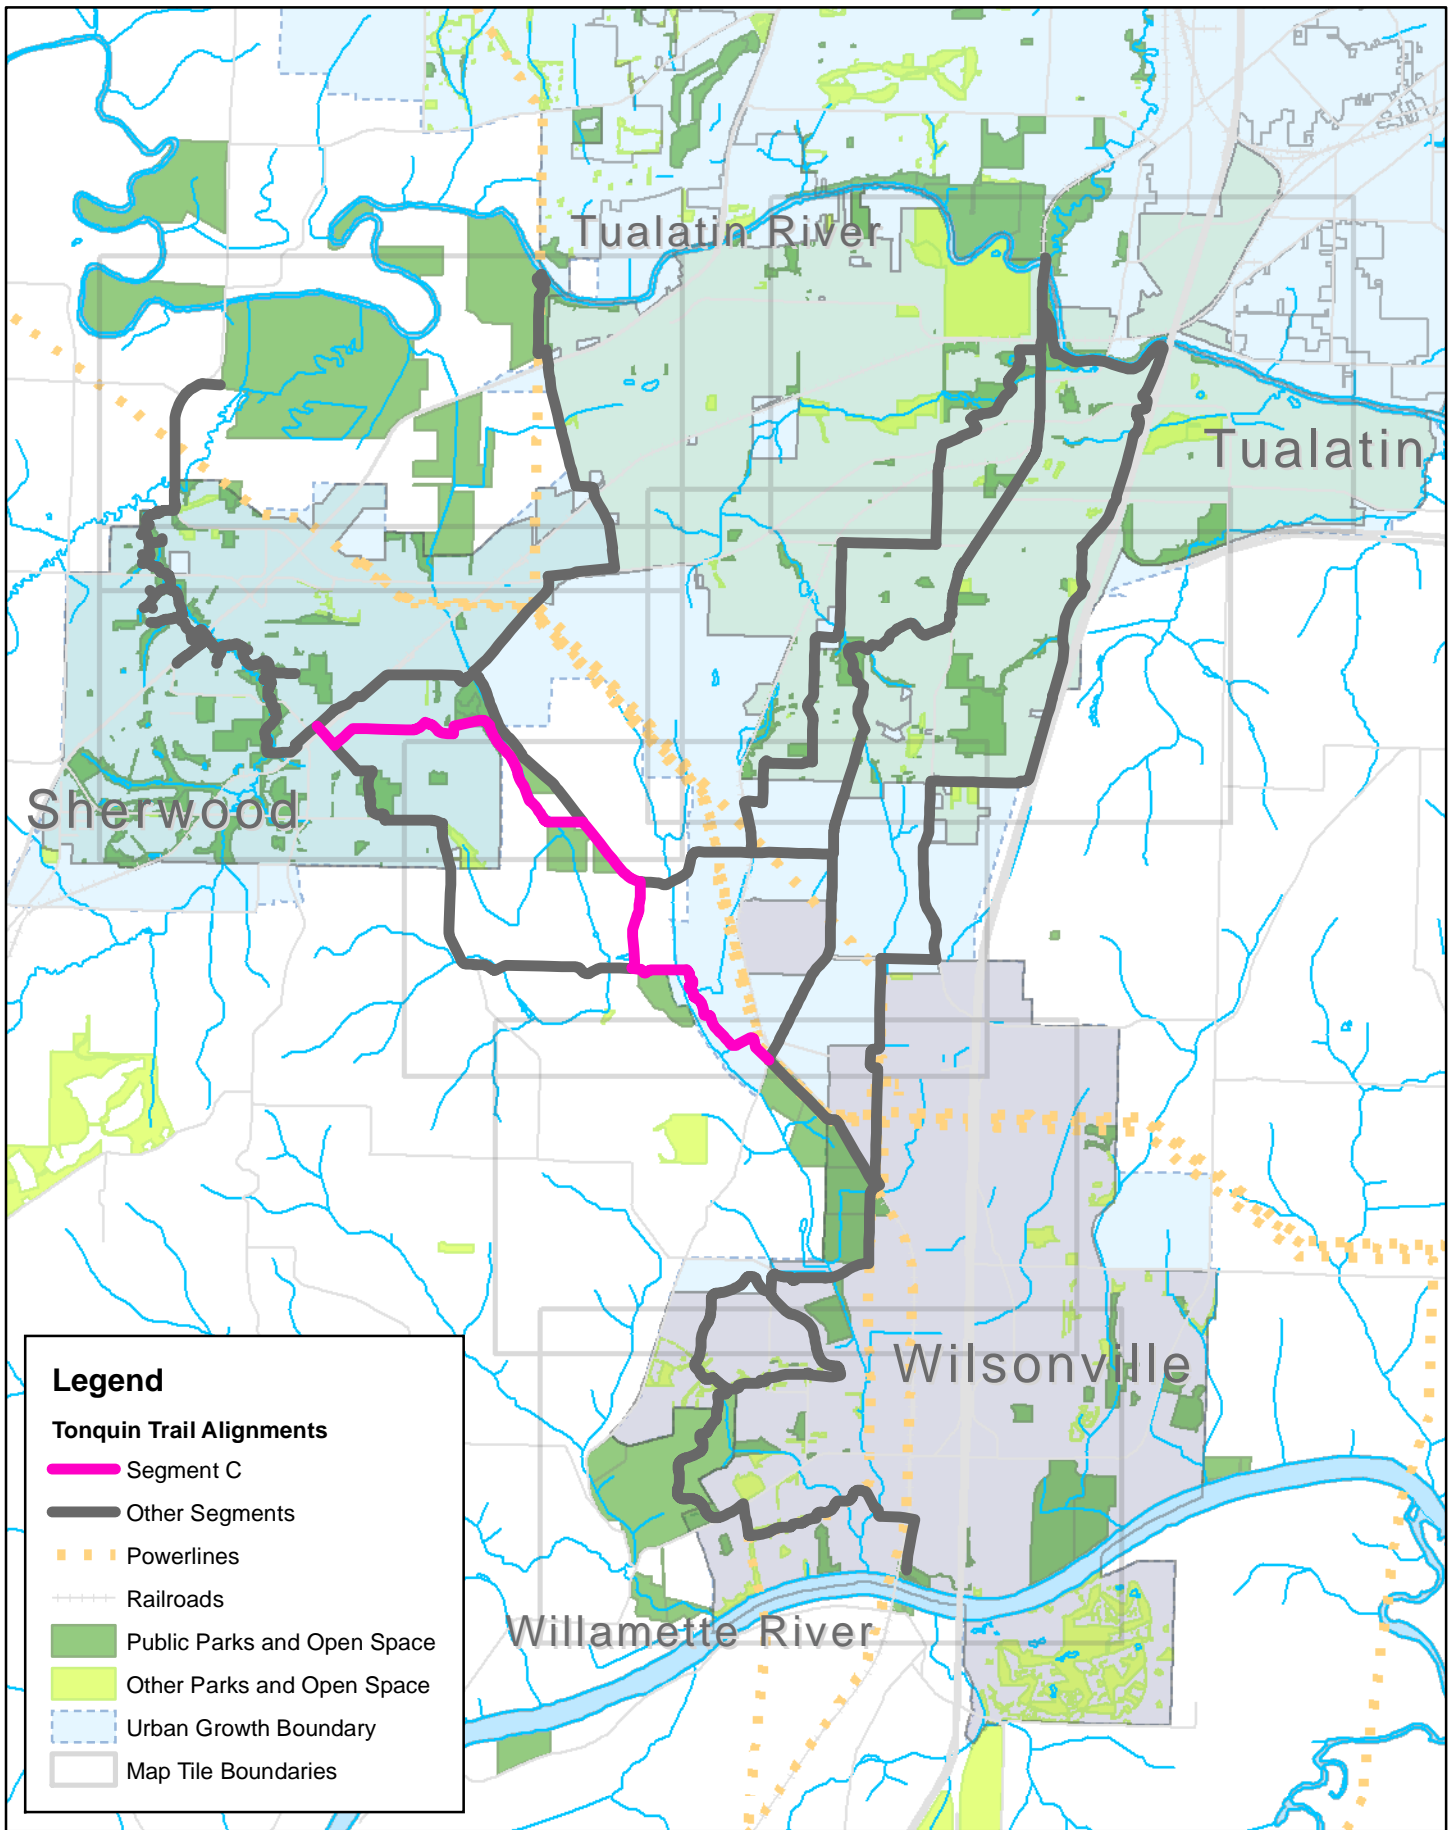 Tualatin River
Tualatin
Sherwood
Wilsonville
Willamette River
Legend
Tonquin Trail Alignments
Segment C
Other Segments
Powerlines
Railroads
Public Parks and Open Space
Other Parks and Open Space
Urban Growth Boundary
Map Tile Boundaries